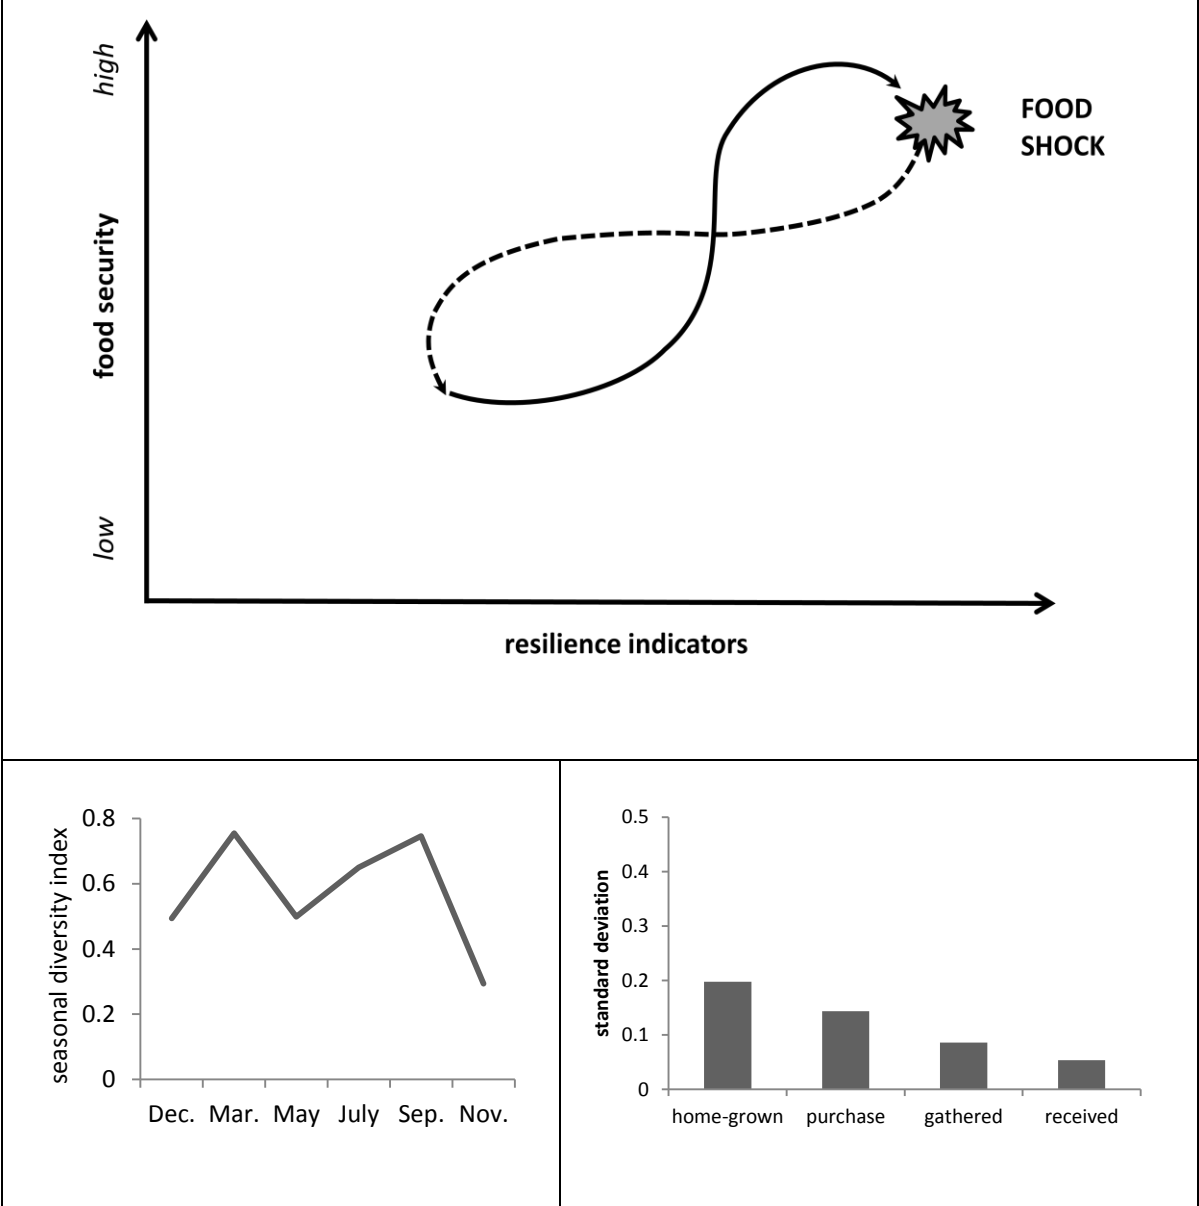 high
food security
low
FOOD
SHOCK
resilience indicators
seasonal diversity index
0.8
0.6
0.4
0.2
0
Dec. Mar. May July Sep. Nov.
standard deviation
0.5
0.4
0.3
0.2
0.1
0
home-grown purchase gathered received